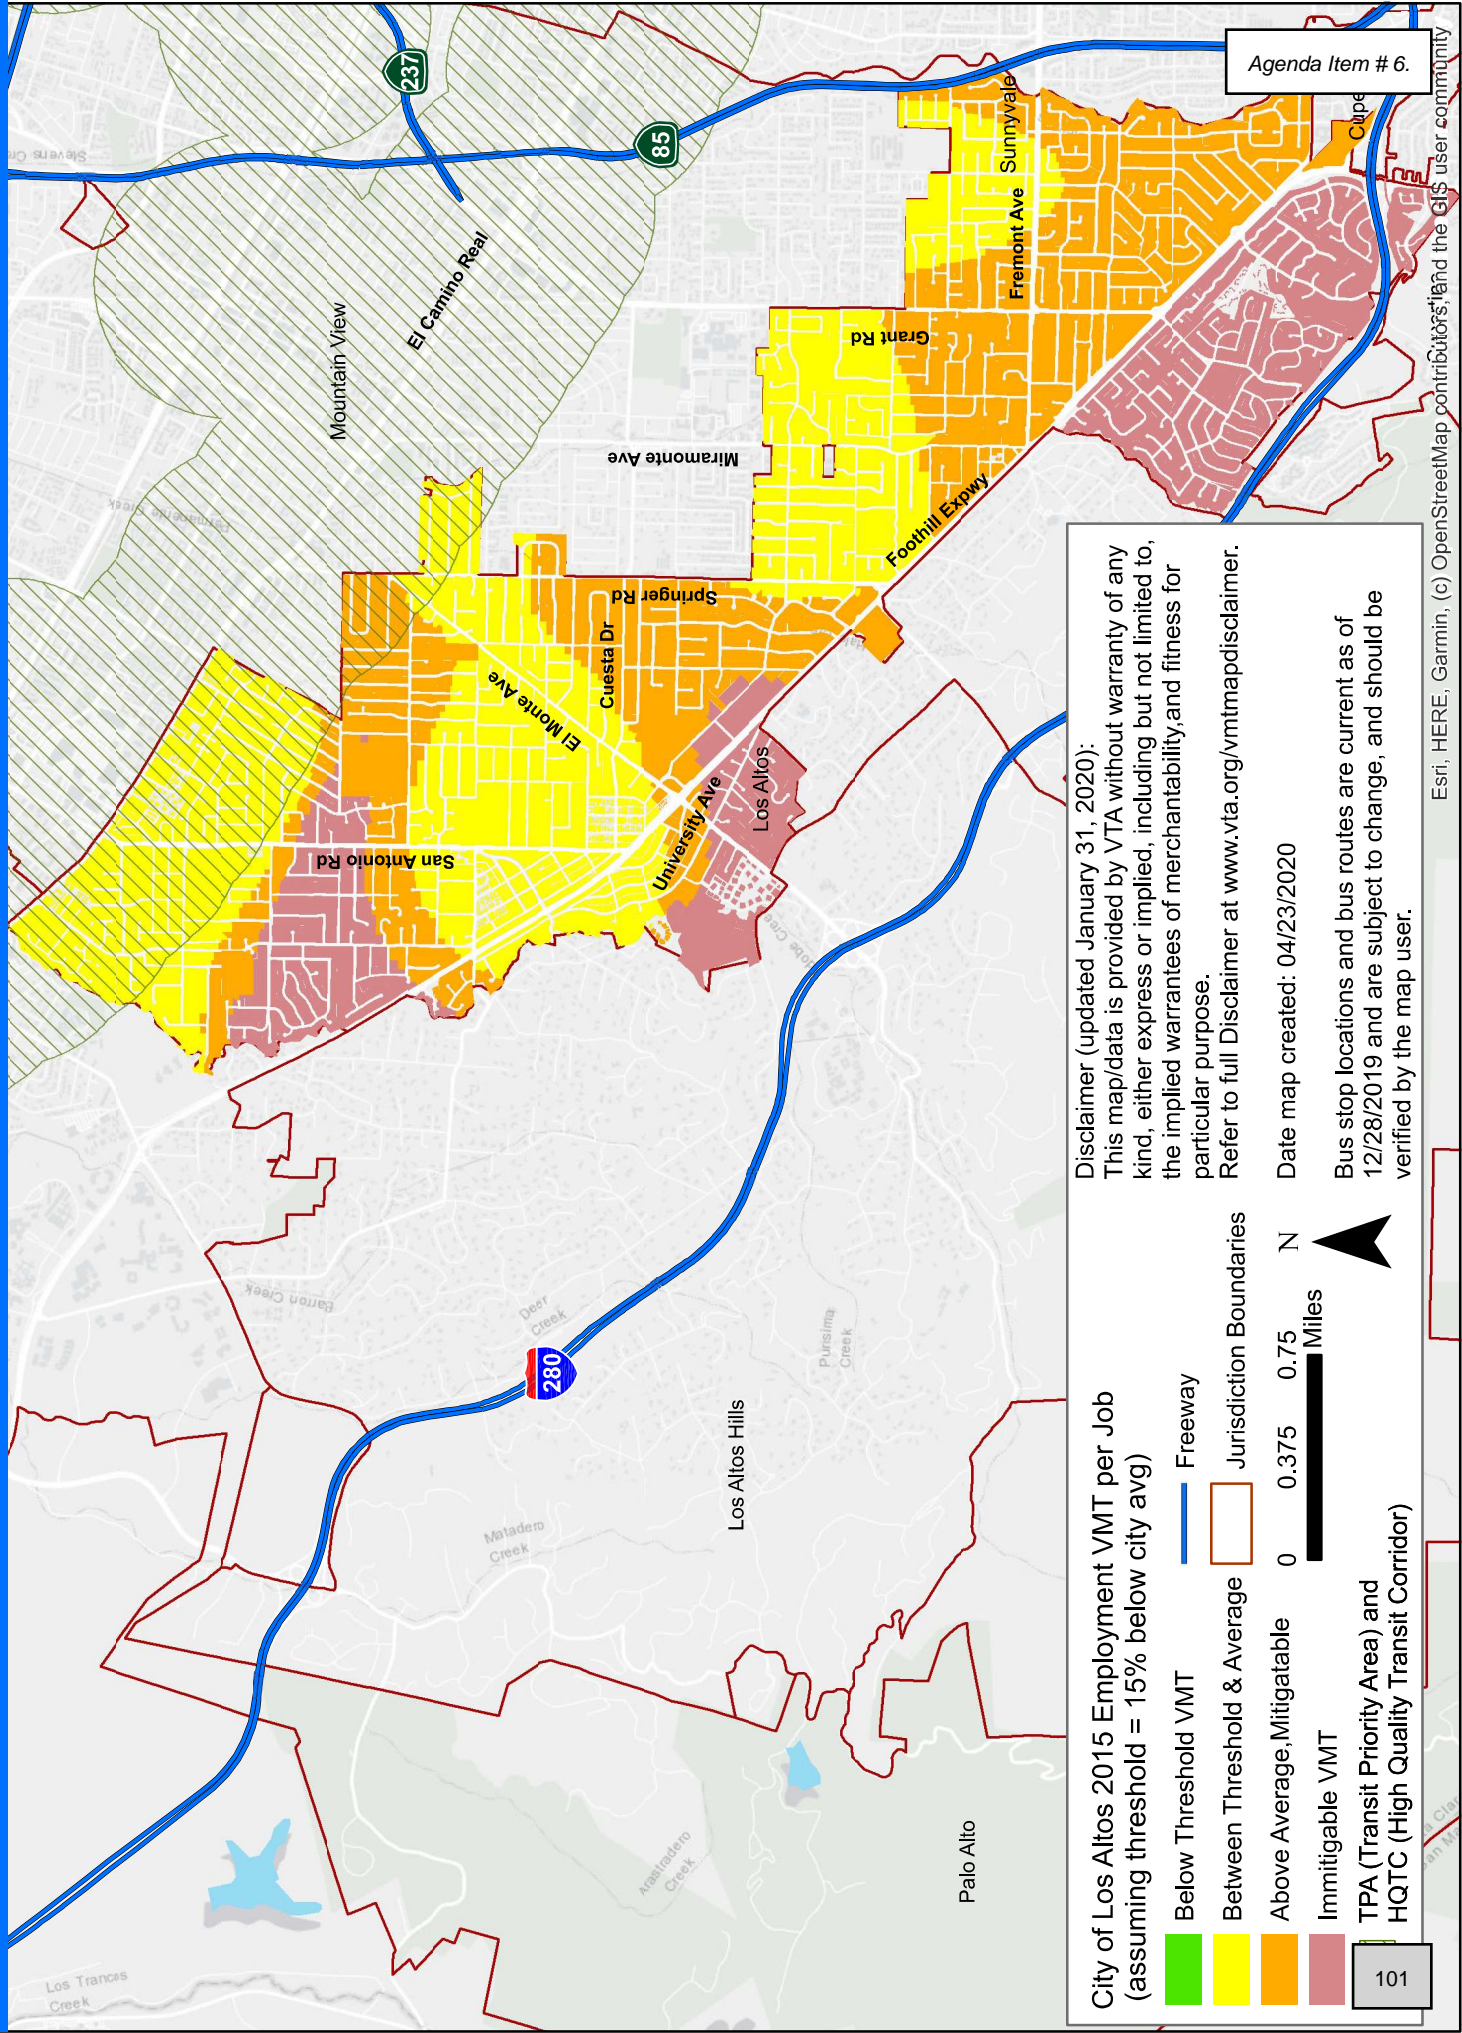 Agenda Item # 6.
237
85
280
Stevens Cre
Permanente Creek
Mountain View
El Camino Real
Sunnyvale
Fremont Ave
Grant Rd
Miramonte Ave
Foothill Expwy
Springer Rd
Cuesta Dr
El Monte Ave
San Antonio Rd
University Ave
Los Altos
Hale
obe Cree
Barron Creek
Deer
Creek
Purisima
Creek
Matadero
Creek
Los Altos Hills
Arastradero
Creek
Palo Alto
Los Trancos
Creek
Cupe
City of Los Altos 2015 Employment VMT per Job
(assuming threshold = 15% below city avg)
Below Threshold VMT
Between Threshold & Average
Above Average,Mitigatable
Immitigable VMT
TPA (Transit Priority Area) and
HQTC (High Quality Transit Corridor)
Freeway
Jurisdiction Boundaries
0 0.375 0.75
Miles
N
Disclaimer (updated January 31, 2020):
This map/data is provided by VTA without warranty of any
kind, either express or implied, including but not limited to,
the implied warrantees of merchantability,and fitness for
particular purpose.
Refer to full Disclaimer at www.vta.org/vmtmapdisclaimer.
Date map created: 04/23/2020
Bus stop locations and bus routes are current as of
12/28/2019 and are subject to change, and should be
verified by the map user.
Esri, HERE, Garmin, (c) OpenStreetMap contributors, and the GIS user community
101